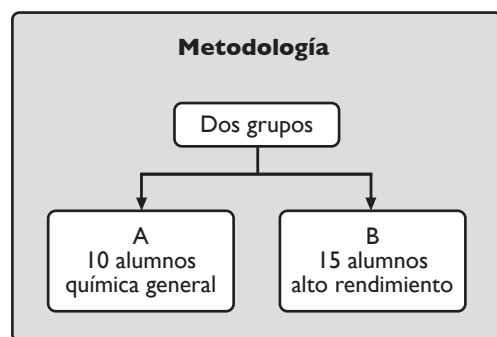 Metodología
Dos grupos
A
10 alumnos
química general
B
15 alumnos
alto rendimiento